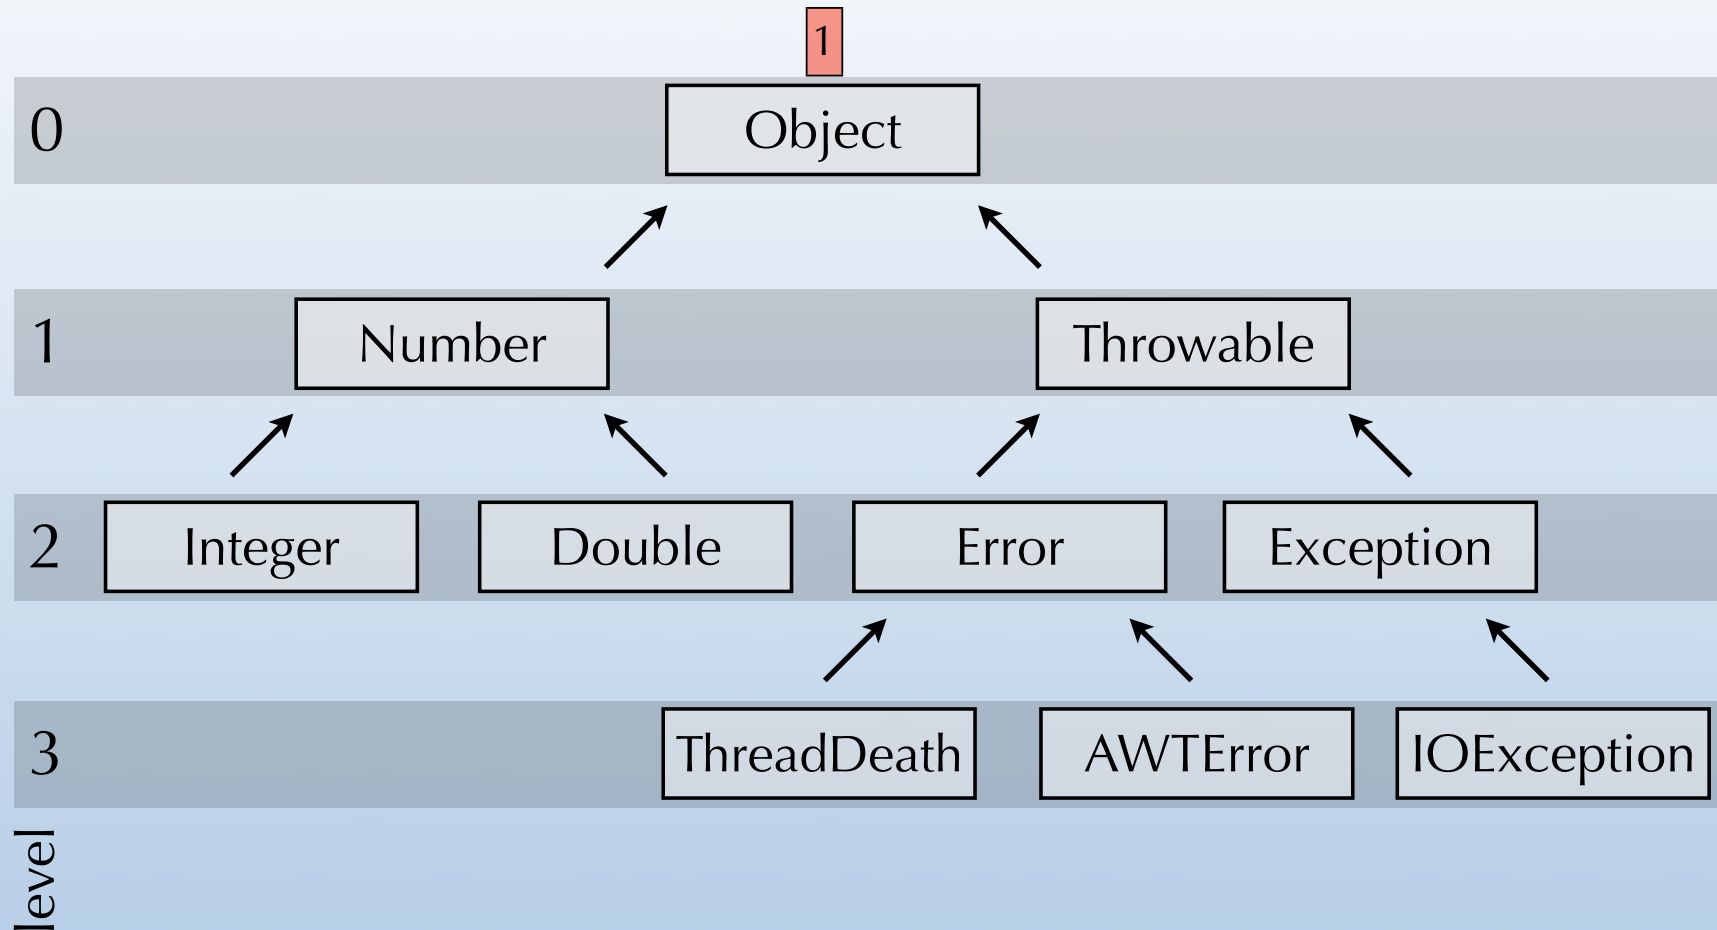 1
0 Object
1 Number Throwable
2 Integer Double Error Exception
3 ThreadDeath AWTError IOException
level